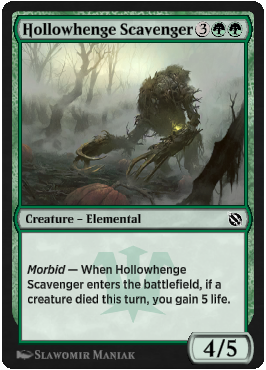 Hollowhenge Scavenger 3
Creature – Elemental
Morbid — When Hollowhenge
Scavenger enters the battlefield, if a
creature died this turn, you gain 5 life.
Slawomir Maniak
4/5